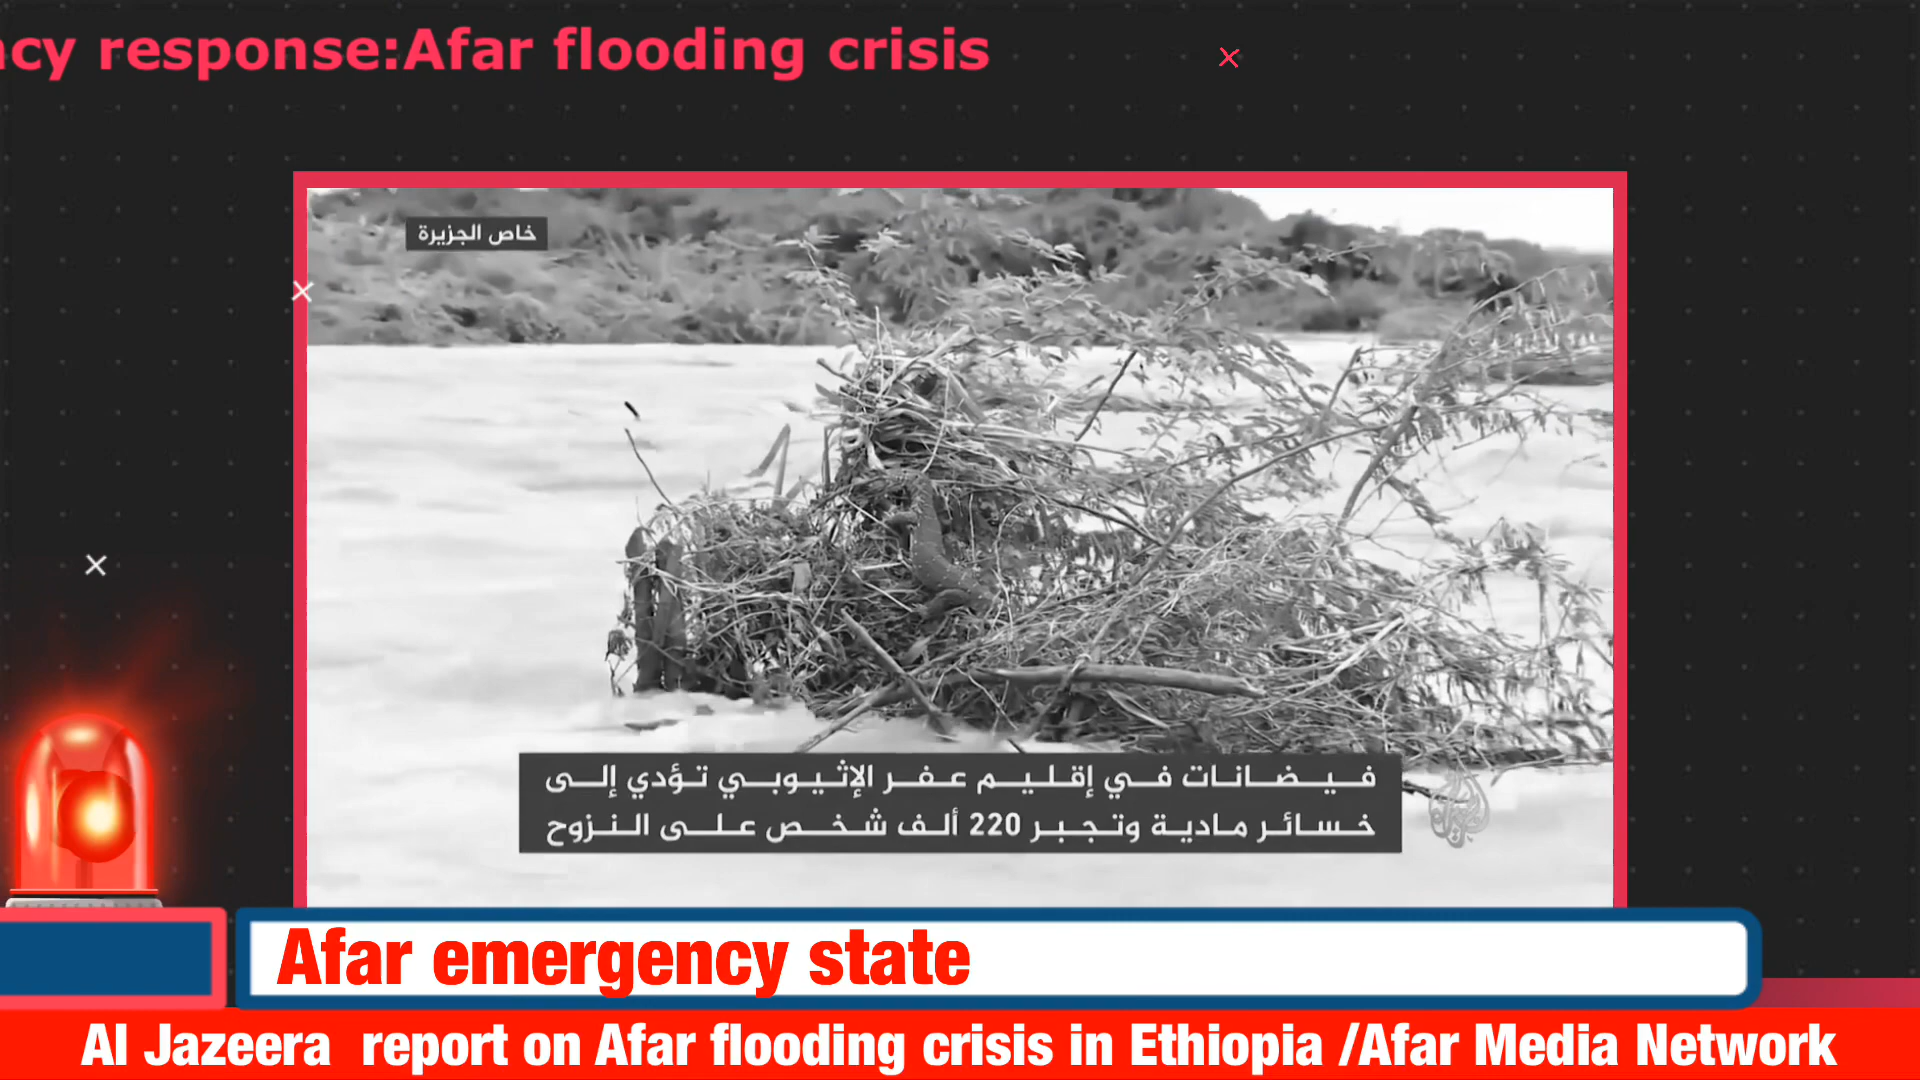 cy response:Afar flooding crisis
خاص الجزيرة
فيضانات في إقليم عفر الإثيوبي تؤدي إلى
خسائر مادية وتجبر 220 ألف شخص على النزوح
Afar emergency state
Al Jazeera report on Afar flooding crisis in Ethiopia /Afar Media Network